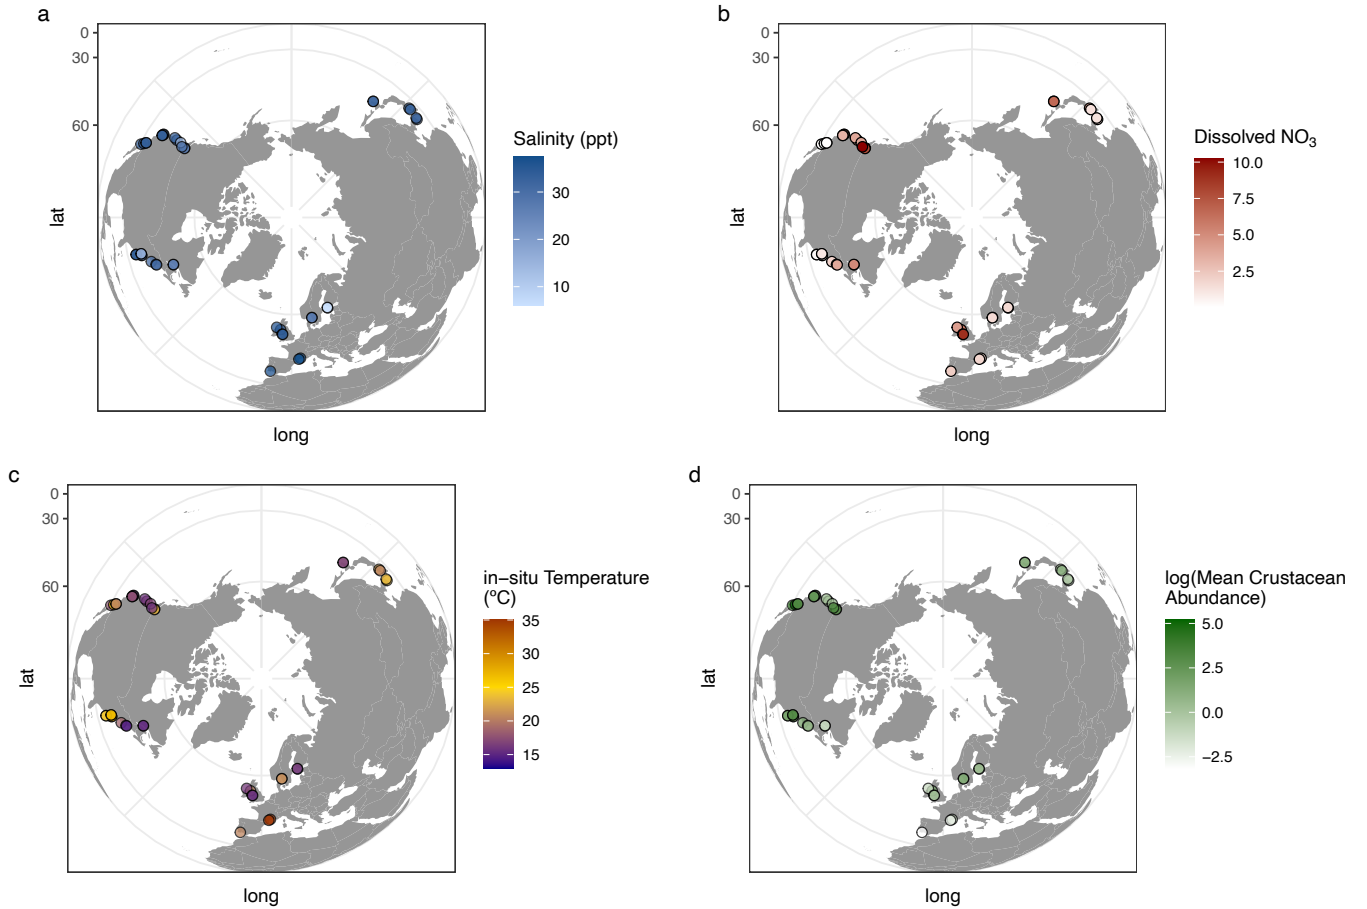 a
0
30
60
lat
long
Salinity (ppt)
30
20
10
b
0
30
60
lat
long
Dissolved NO3
10.0
7.5
5.0
2.5
c
0
30
60
lat
long
in−situ Temperature
(ºC)
35
30
25
20
15
d
0
30
60
lat
long
log(Mean Crustacean
Abundance)
5.0
2.5
0.0
−2.5